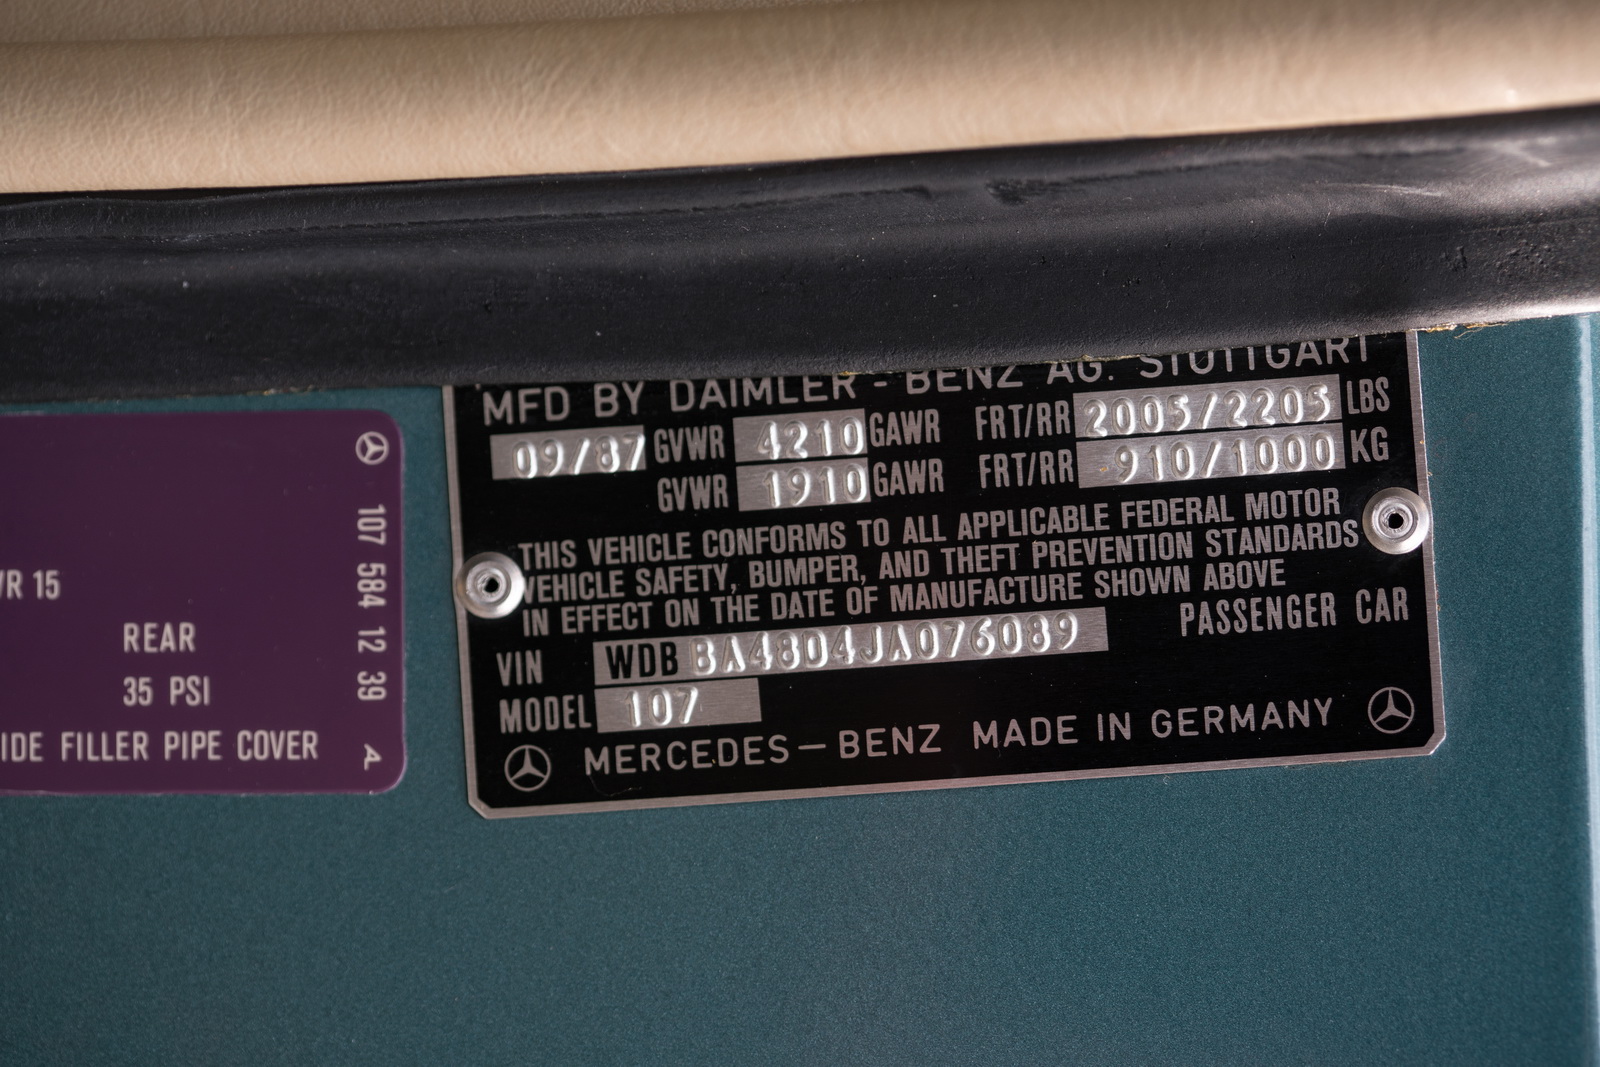 VR 15
REAR
35 PSI
IDE FILLER PIPE COVER
107 584 12 39 A
MFD BY DAIMLER - BENZ AG. STUTTGART
09/87 GVWR 4210 GAWR FRT/RR 2005/2205 LBS
GVWR 1910 GAWR FRT/RR 910/1000 KG
THIS VEHICLE CONFORMS TO ALL APPLICABLE FEDERAL MOTOR
VEHICLE SAFETY, BUMPER, AND THEFT PREVENTION STANDARDS
IN EFFECT ON THE DATE OF MANUFACTURE SHOWN ABOVE
PASSENGER CAR
VIN WDB BA48D4JA076089
MODEL 107
MERCEDES — BENZ MADE IN GERMANY